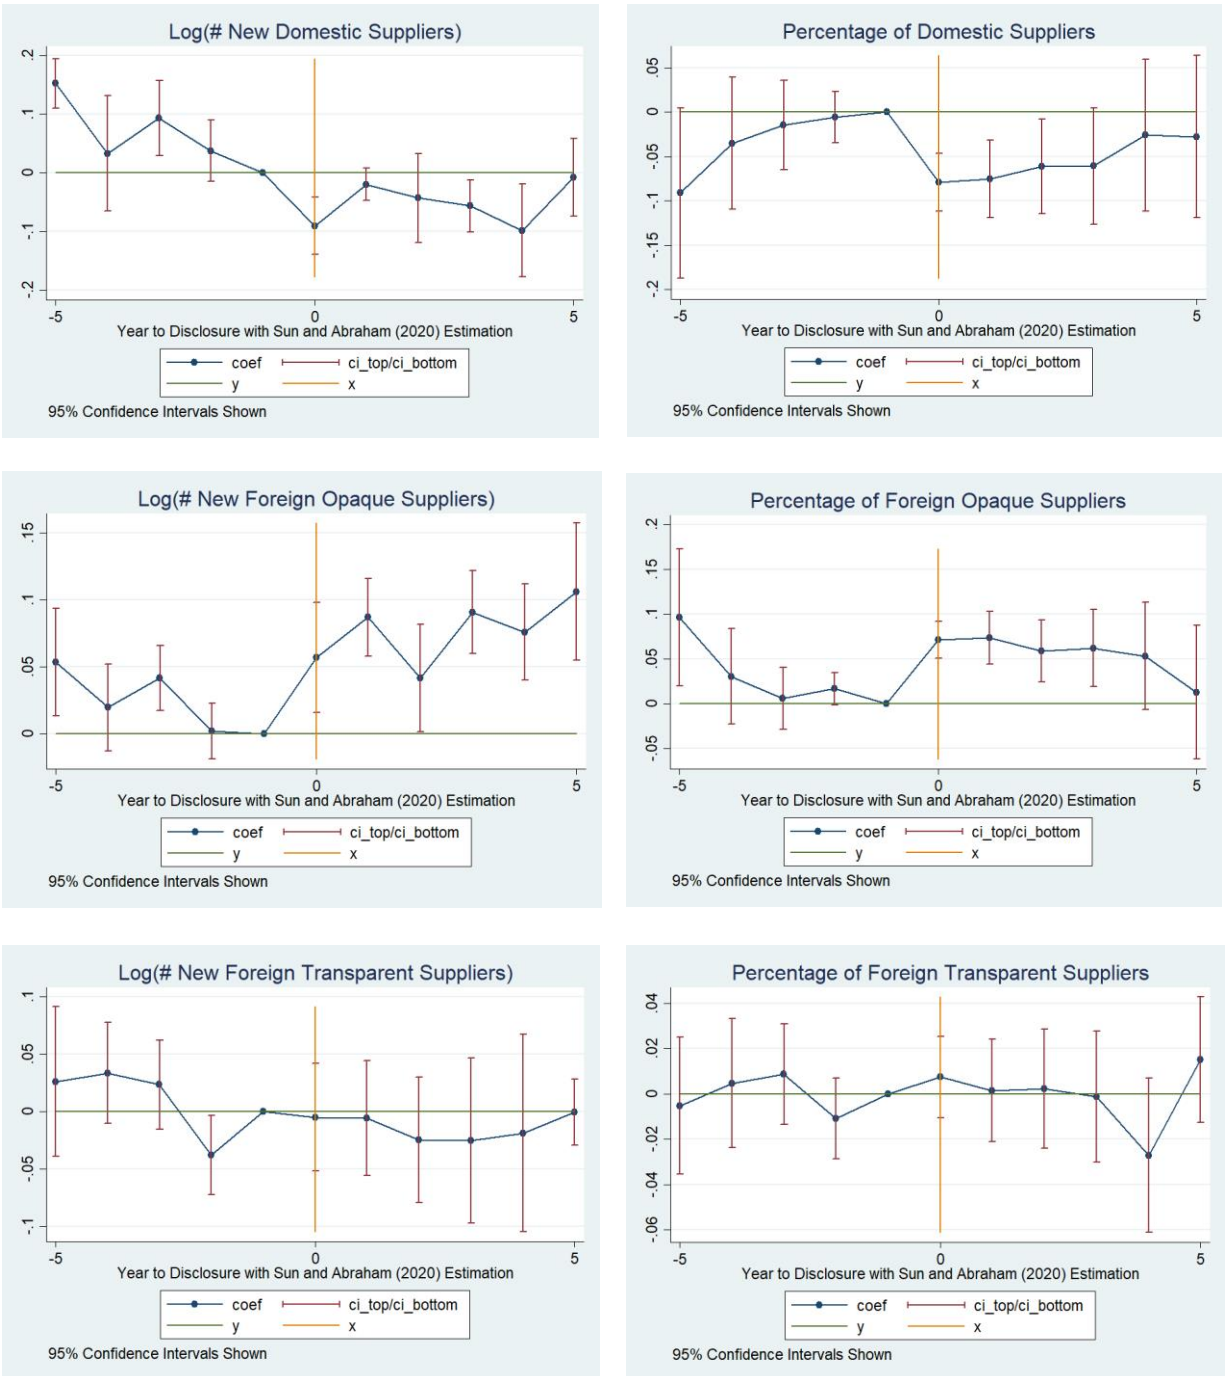 Log(# New Domestic Suppliers)
.2
.1
0
-.1
-.2
-5
0
5
Year to Disclosure with Sun and Abraham (2020) Estimation
coef
ci_top/ci_bottom
y
x
95% Confidence Intervals Shown
Percentage of Domestic Suppliers
.05
0
-.05
-.1
-.15
-.2
-5
0
5
Year to Disclosure with Sun and Abraham (2020) Estimation
coef
ci_top/ci_bottom
y
x
95% Confidence Intervals Shown
Log(# New Foreign Opaque Suppliers)
.15
.1
.05
0
-5
0
5
Year to Disclosure with Sun and Abraham (2020) Estimation
coef
ci_top/ci_bottom
y
x
95% Confidence Intervals Shown
Percentage of Foreign Opaque Suppliers
.2
.15
.1
.05
0
-.05
-5
0
5
Year to Disclosure with Sun and Abraham (2020) Estimation
coef
ci_top/ci_bottom
y
x
95% Confidence Intervals Shown
Log(# New Foreign Transparent Suppliers)
.1
.05
0
-.05
-.1
-5
0
5
Year to Disclosure with Sun and Abraham (2020) Estimation
coef
ci_top/ci_bottom
y
x
95% Confidence Intervals Shown
Percentage of Foreign Transparent Suppliers
.04
.02
0
-.02
-.04
-.06
-5
0
5
Year to Disclosure with Sun and Abraham (2020) Estimation
coef
ci_top/ci_bottom
y
x
95% Confidence Intervals Shown